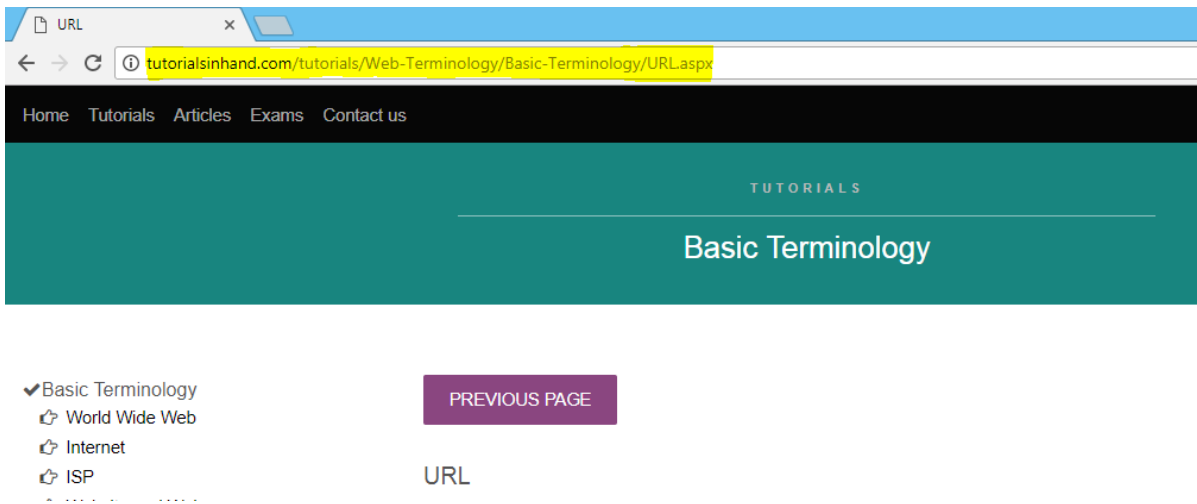 URL
tutorialsinhand.com/tutorials/Web-Terminology/Basic-Terminology/URL.aspx
Home Tutorials Articles Exams Contact us
TUTORIALS
Basic Terminology
Basic Terminology
World Wide Web
Internet
ISP
PREVIOUS PAGE
URL